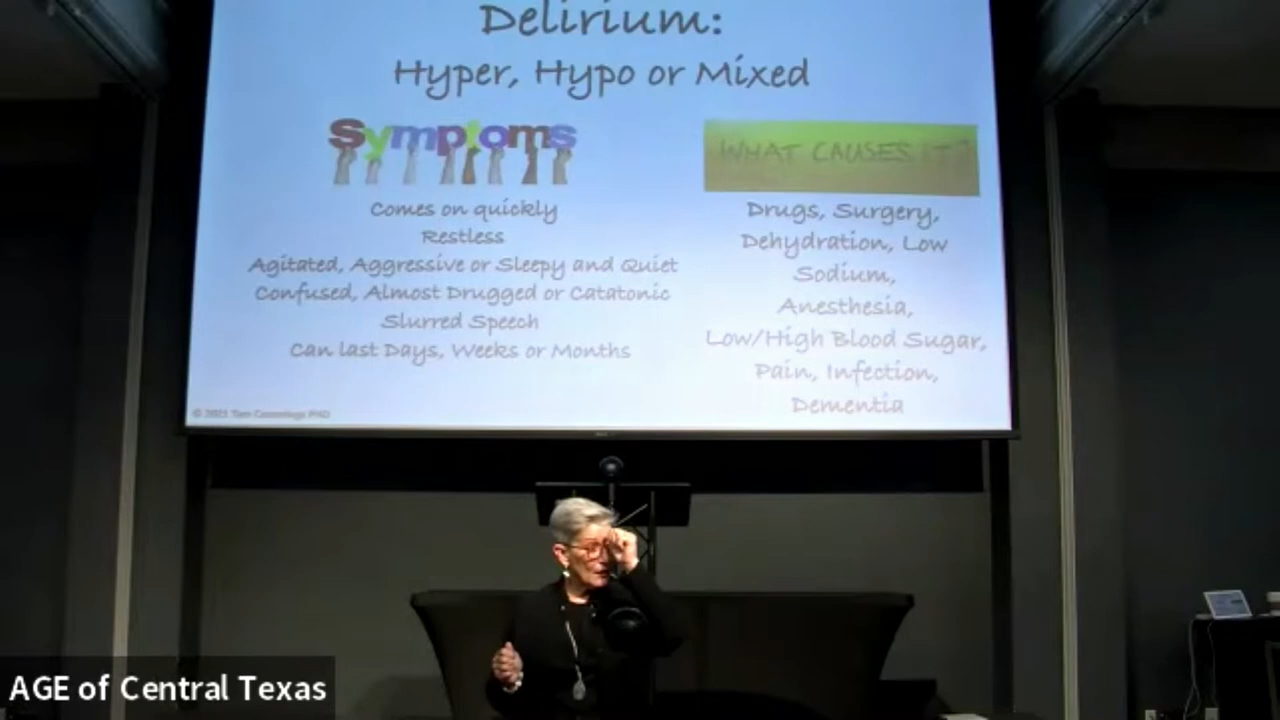 Delirium:
Hyper, Hypo or Mixed
Symptoms
Comes on quickly
Restless
Agitated, Aggressive or Sleepy and Quiet
Confused, Almost Drugged or Catatonic
Slurred Speech
Can last Days, Weeks or Months
WHAT CAUSES IT?
Drugs, Surgery,
Dehydration, Low
Sodium,
Anesthesia,
Low/High Blood Sugar,
Pain, Infection,
Dementia
©
PHD
AGE of Central Texas